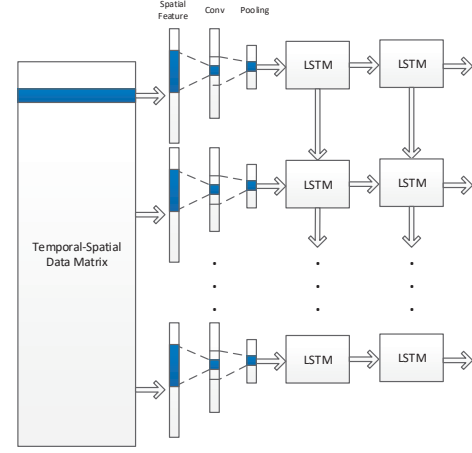 Spatial
Feature
Conv
Pooling
LSTM
LSTM
LSTM
LSTM
Temporal-Spatial
Data Matrix
LSTM
LSTM